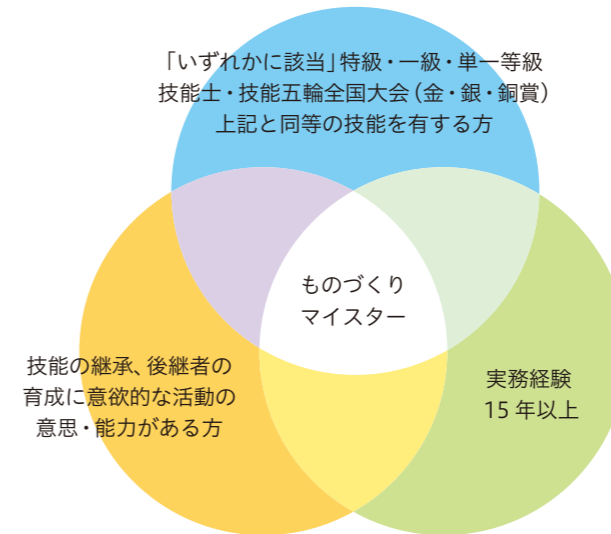 「いずれかに該当」特級・一級・単一等級
技能士・技能五輪全国大会(金・銀・銅賞)
上記と同等の技能を有する方
ものづくり
マイスター
技能の継承、後継者の
育成に意欲的な活動の
意思・能力がある方
実務経験
15年以上